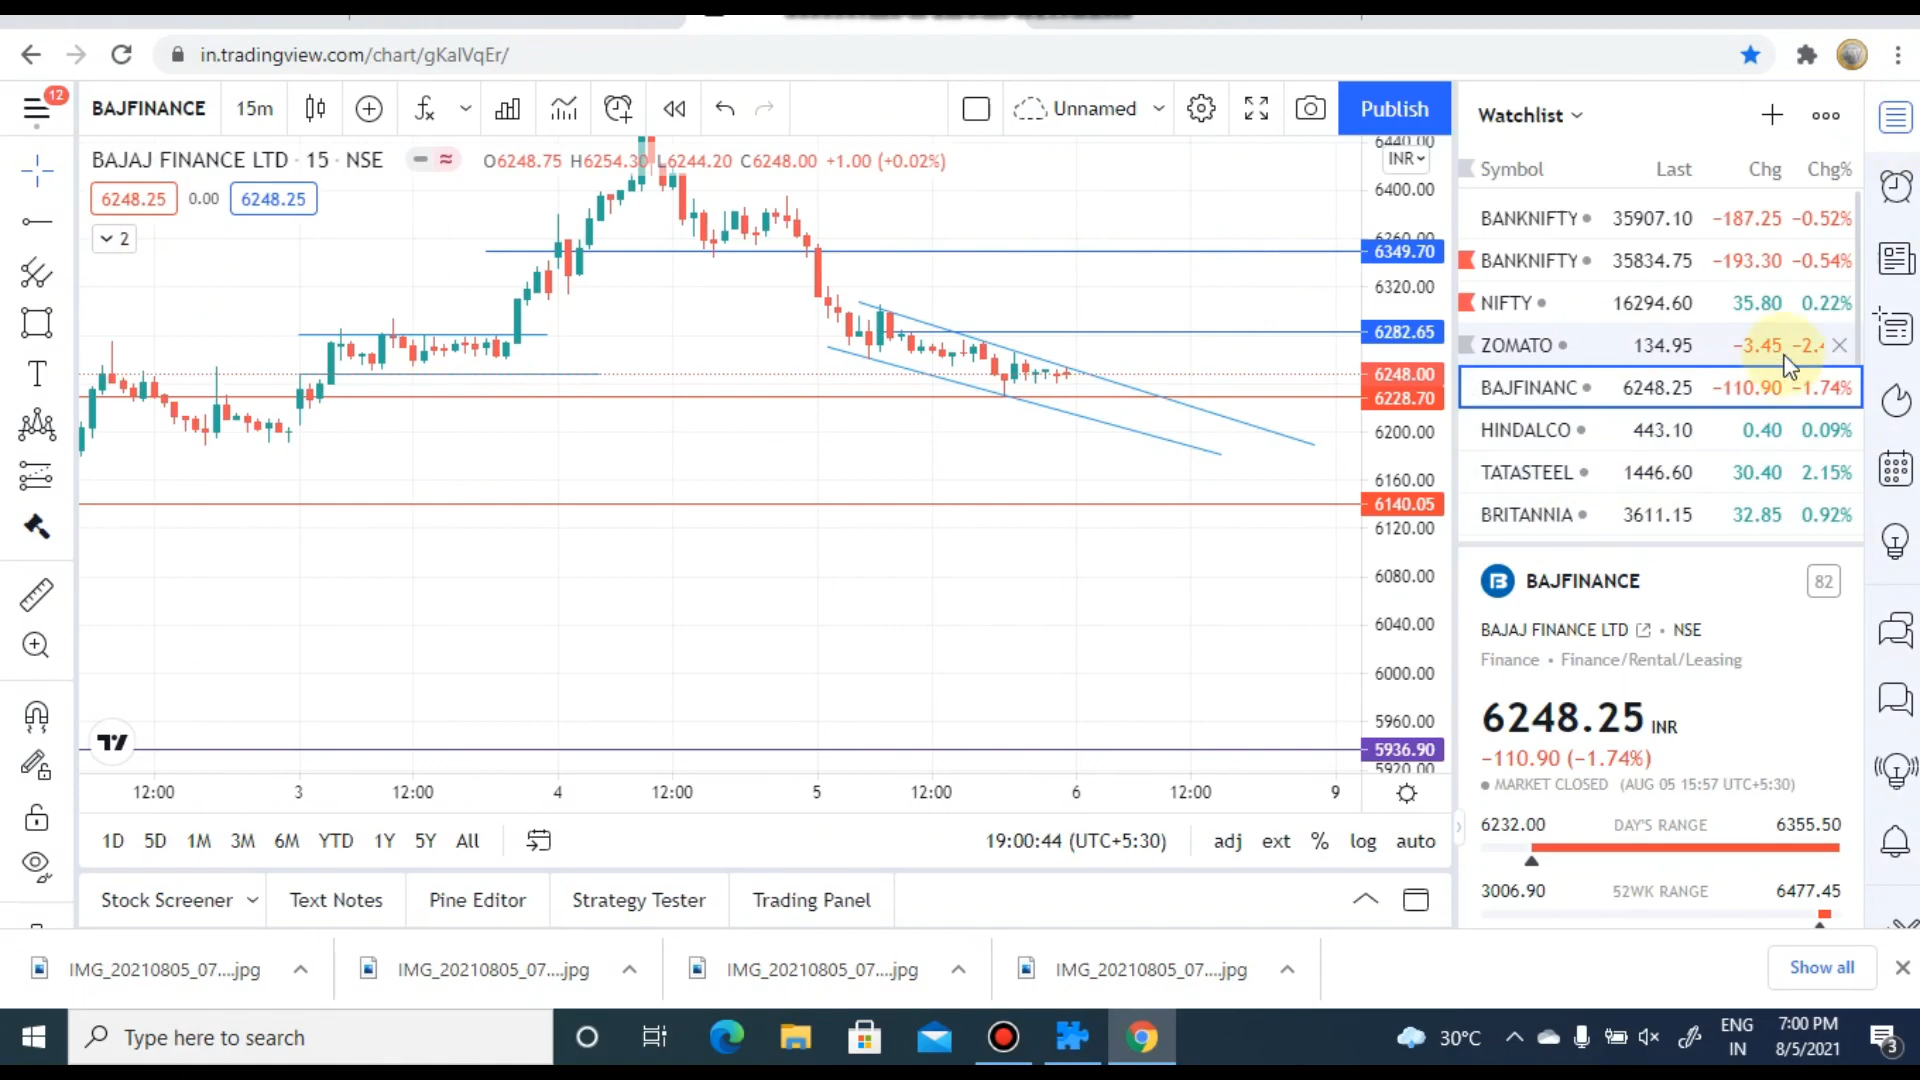 in.tradingview.com/chart/gKalVqEr/
12
BAJFINANCE
15m
Unnamed
Publish
BAJAJ FINANCE LTD · 15 · NSE
O6248.75 H6254.30 L6244.20 C6248.00 +1.00 (+0.02%)
6248.25 0.00 6248.25
2
6440.00
INR
6400.00
6360.00
6349.70
6320.00
6282.65
6248.00
6228.70
6200.00
6160.00
6140.05
6120.00
6080.00
6040.00
6000.00
5960.00
5936.90
5920.00
12:00 3 12:00 4 12:00 5 12:00 6 12:00 9
1D 5D 1M 3M 6M YTD 1Y 5Y All
19:00:44 (UTC+5:30)
adj ext % log auto
Stock Screener Text Notes Pine Editor Strategy Tester Trading Panel
Watchlist
Symbol Last Chg Chg%
BANKNIFTY 35907.10 −187.25 −0.52%
BANKNIFTY 35834.75 −193.30 −0.54%
NIFTY 16294.60 35.80 0.22%
ZOMATO 134.95 −3.45 −2.4
BAJFINANC 6248.25 −110.90 −1.74%
HINDALCO 443.10 0.40 0.09%
TATASTEEL 1446.60 30.40 2.15%
BRITANNIA 3611.15 32.85 0.92%
BAJFINANCE 82
BAJAJ FINANCE LTD • NSE
Finance • Finance/Rental/Leasing
6248.25 INR
−110.90 (−1.74%)
MARKET CLOSED (AUG 05 15:57 UTC+5:30)
6232.00 DAY'S RANGE 6355.50
3006.90 52WK RANGE 6477.45
IMG_20210805_07....jpg IMG_20210805_07....jpg IMG_20210805_07....jpg IMG_20210805_07....jpg
Show all
Type here to search
30°C
ENG
IN
7:00 PM
8/5/2021
3